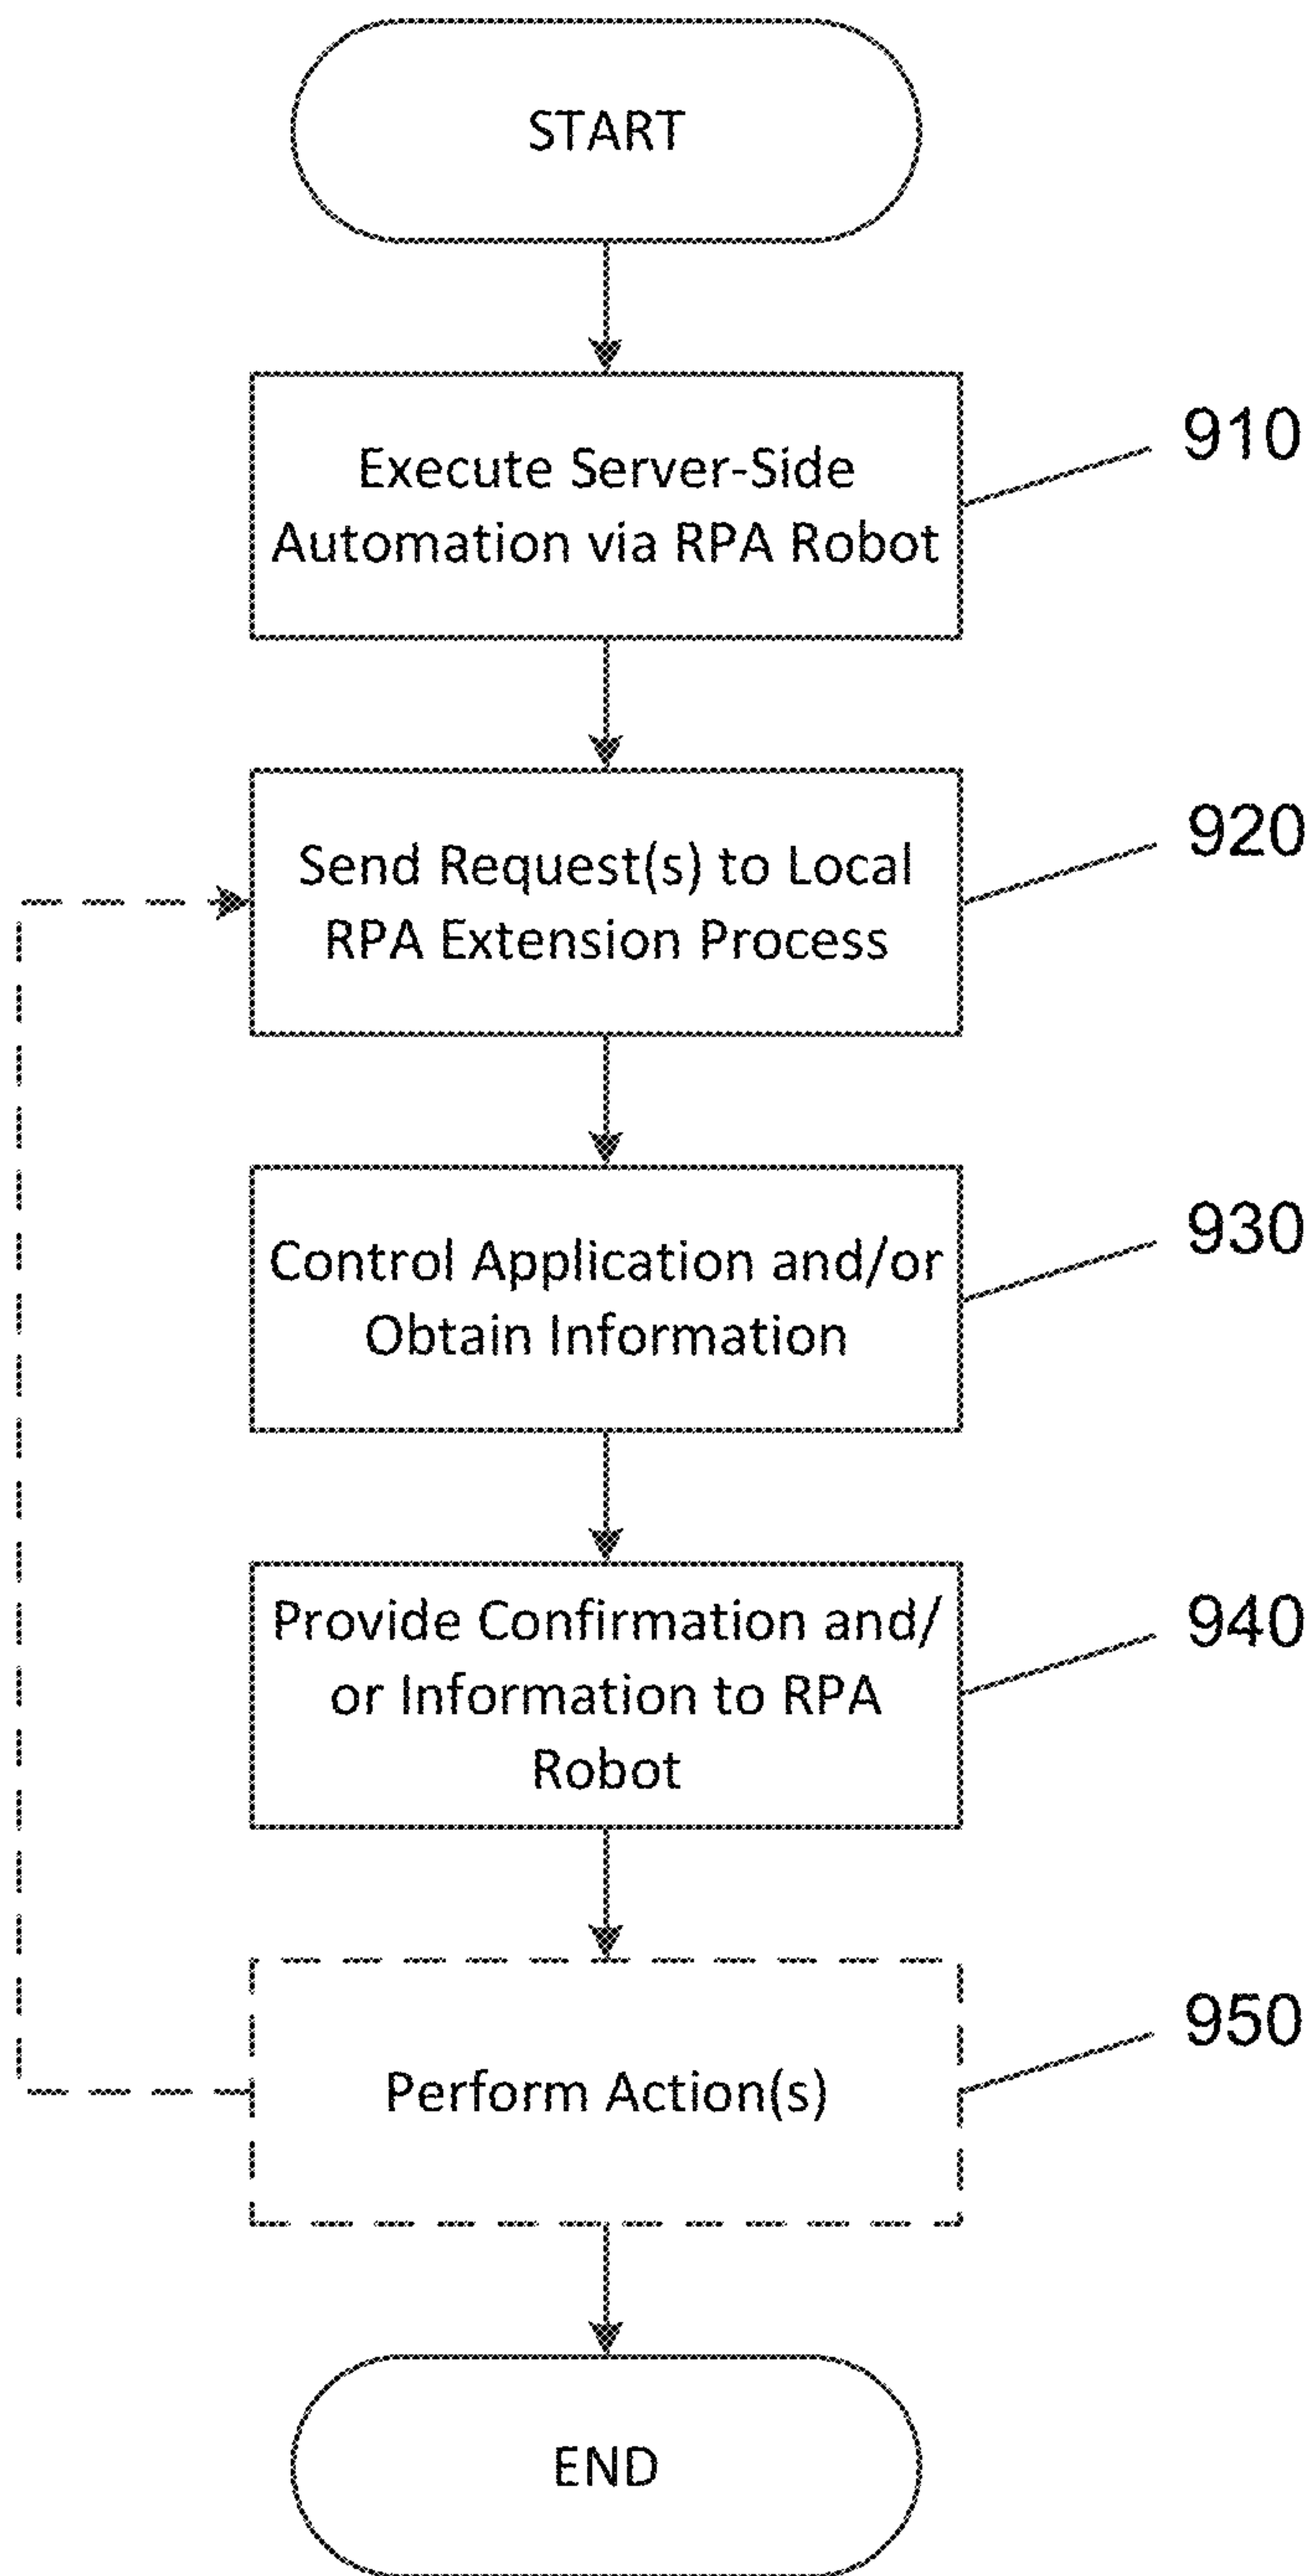 START
Execute Server-Side
Automation via RPA Robot
910
Send Request(s) to Local
RPA Extension Process
920
Control Application and/or
Obtain Information
930
Provide Confirmation and/
or Information to RPA
Robot
940
Perform Action(s)
950
END